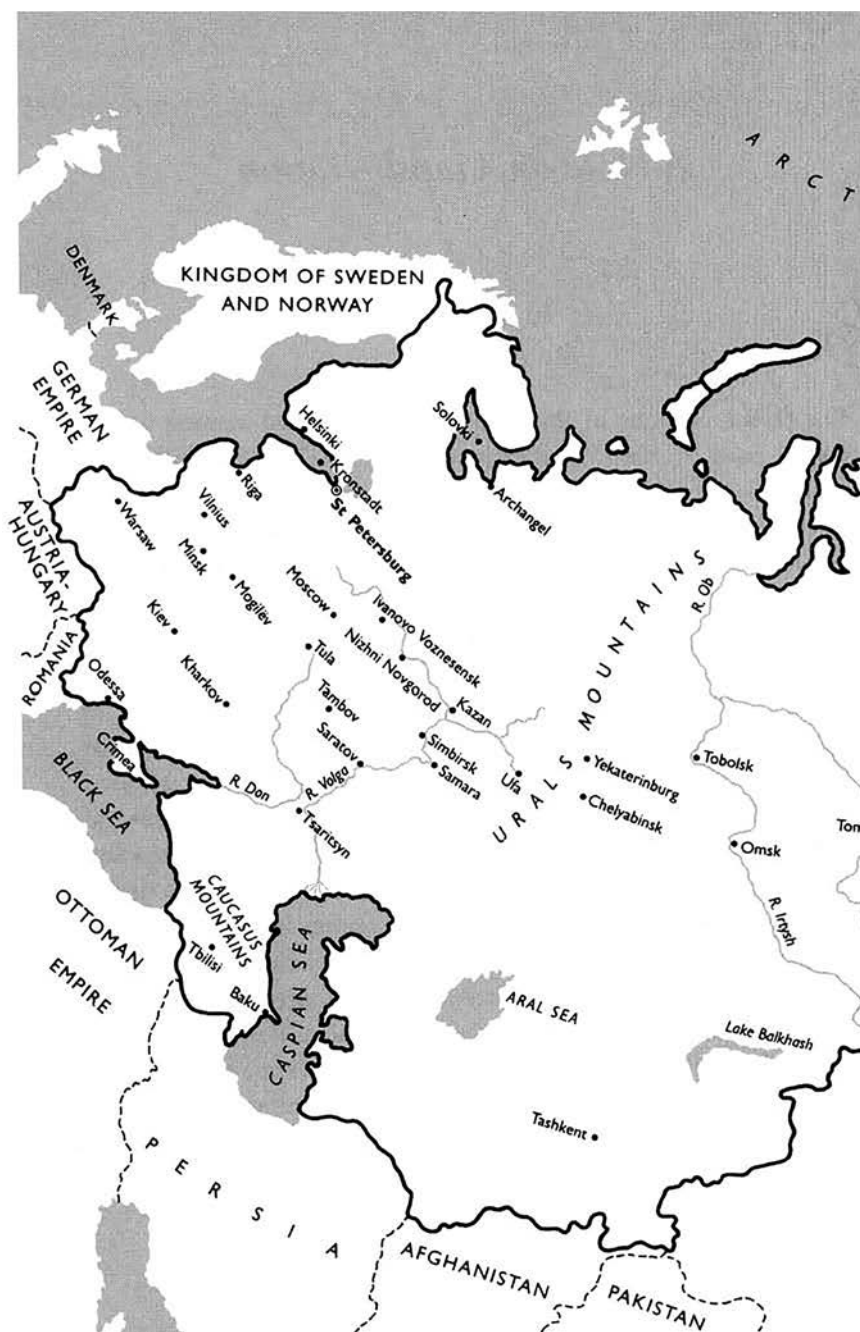 ARCT
KINGDOM OF SWEDEN
AND NORWAY
DENMARK
GERMAN
EMPIRE
Helsinki
Solovki
Kronstadt
Riga
St Petersburg
Archangel
Vilnius
Warsaw
AUSTRIA-
HUNGARY
Minsk
Mogilëv
Moscow
Ivanovo Voznesensk
URALS MOUNTAINS
R. Ob
Kiev
ROMANIA
Tula
Nizhni Novgorod
Odessa
Kharkov
Tambov
Kazan
Crimea
Saratov
Simbirsk
Samara
Ufa
Yekaterinburg
Tobolsk
BLACK SEA
R. Don
R. Volga
Chelyabinsk
Tsaritsyn
Tom
Omsk
R. Irtysh
CAUCASUS
MOUNTAINS
OTTOMAN
EMPIRE
Tbilisi
Baku
CASPIAN SEA
ARAL SEA
Lake Balkhash
Tashkent
PERSIA
AFGHANISTAN
PAKISTAN